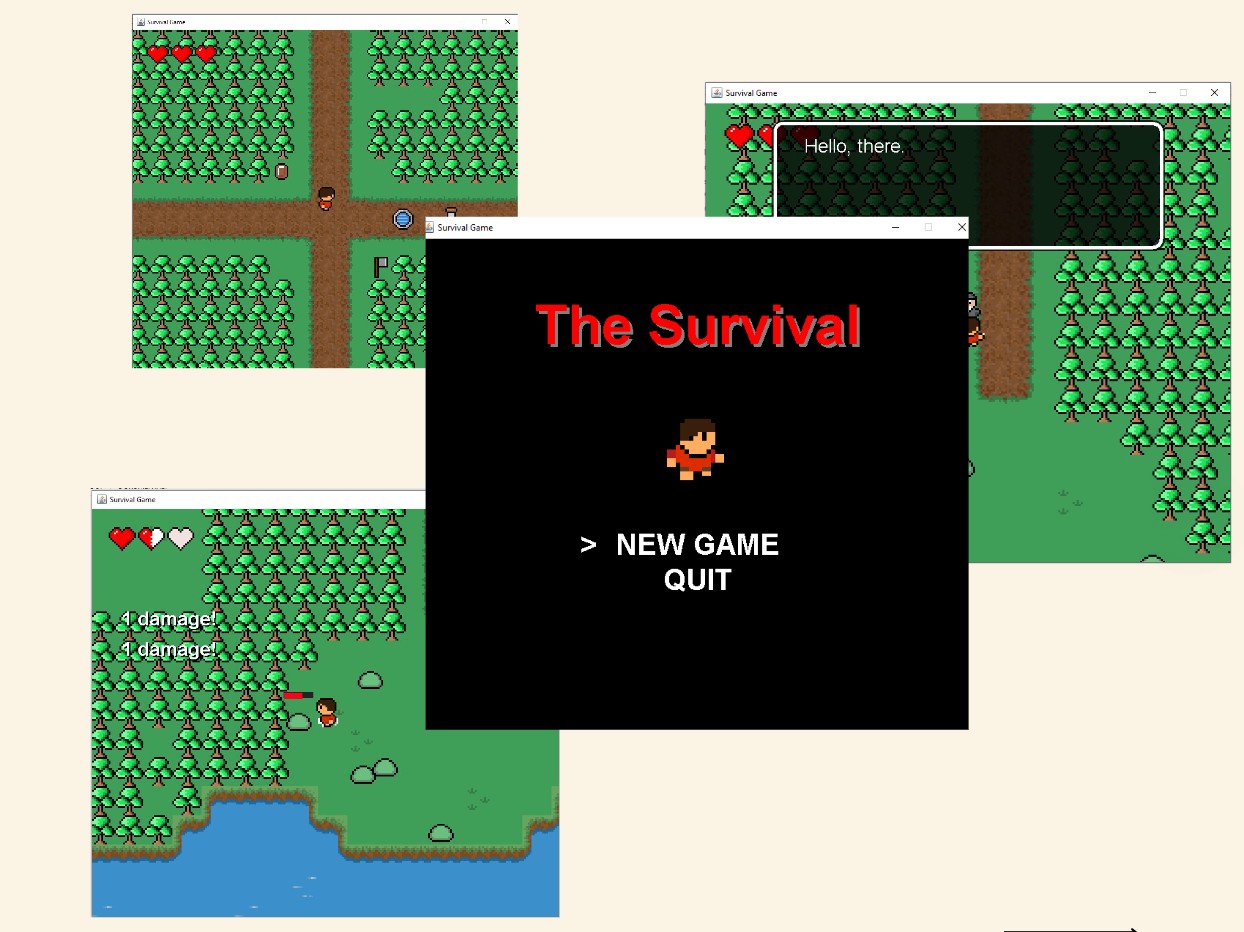 Survival Game
Survival Game
Hello, there.
Survival Game
The Survival
> NEW GAME
QUIT
Survival Game
1 damage!
1 damage!